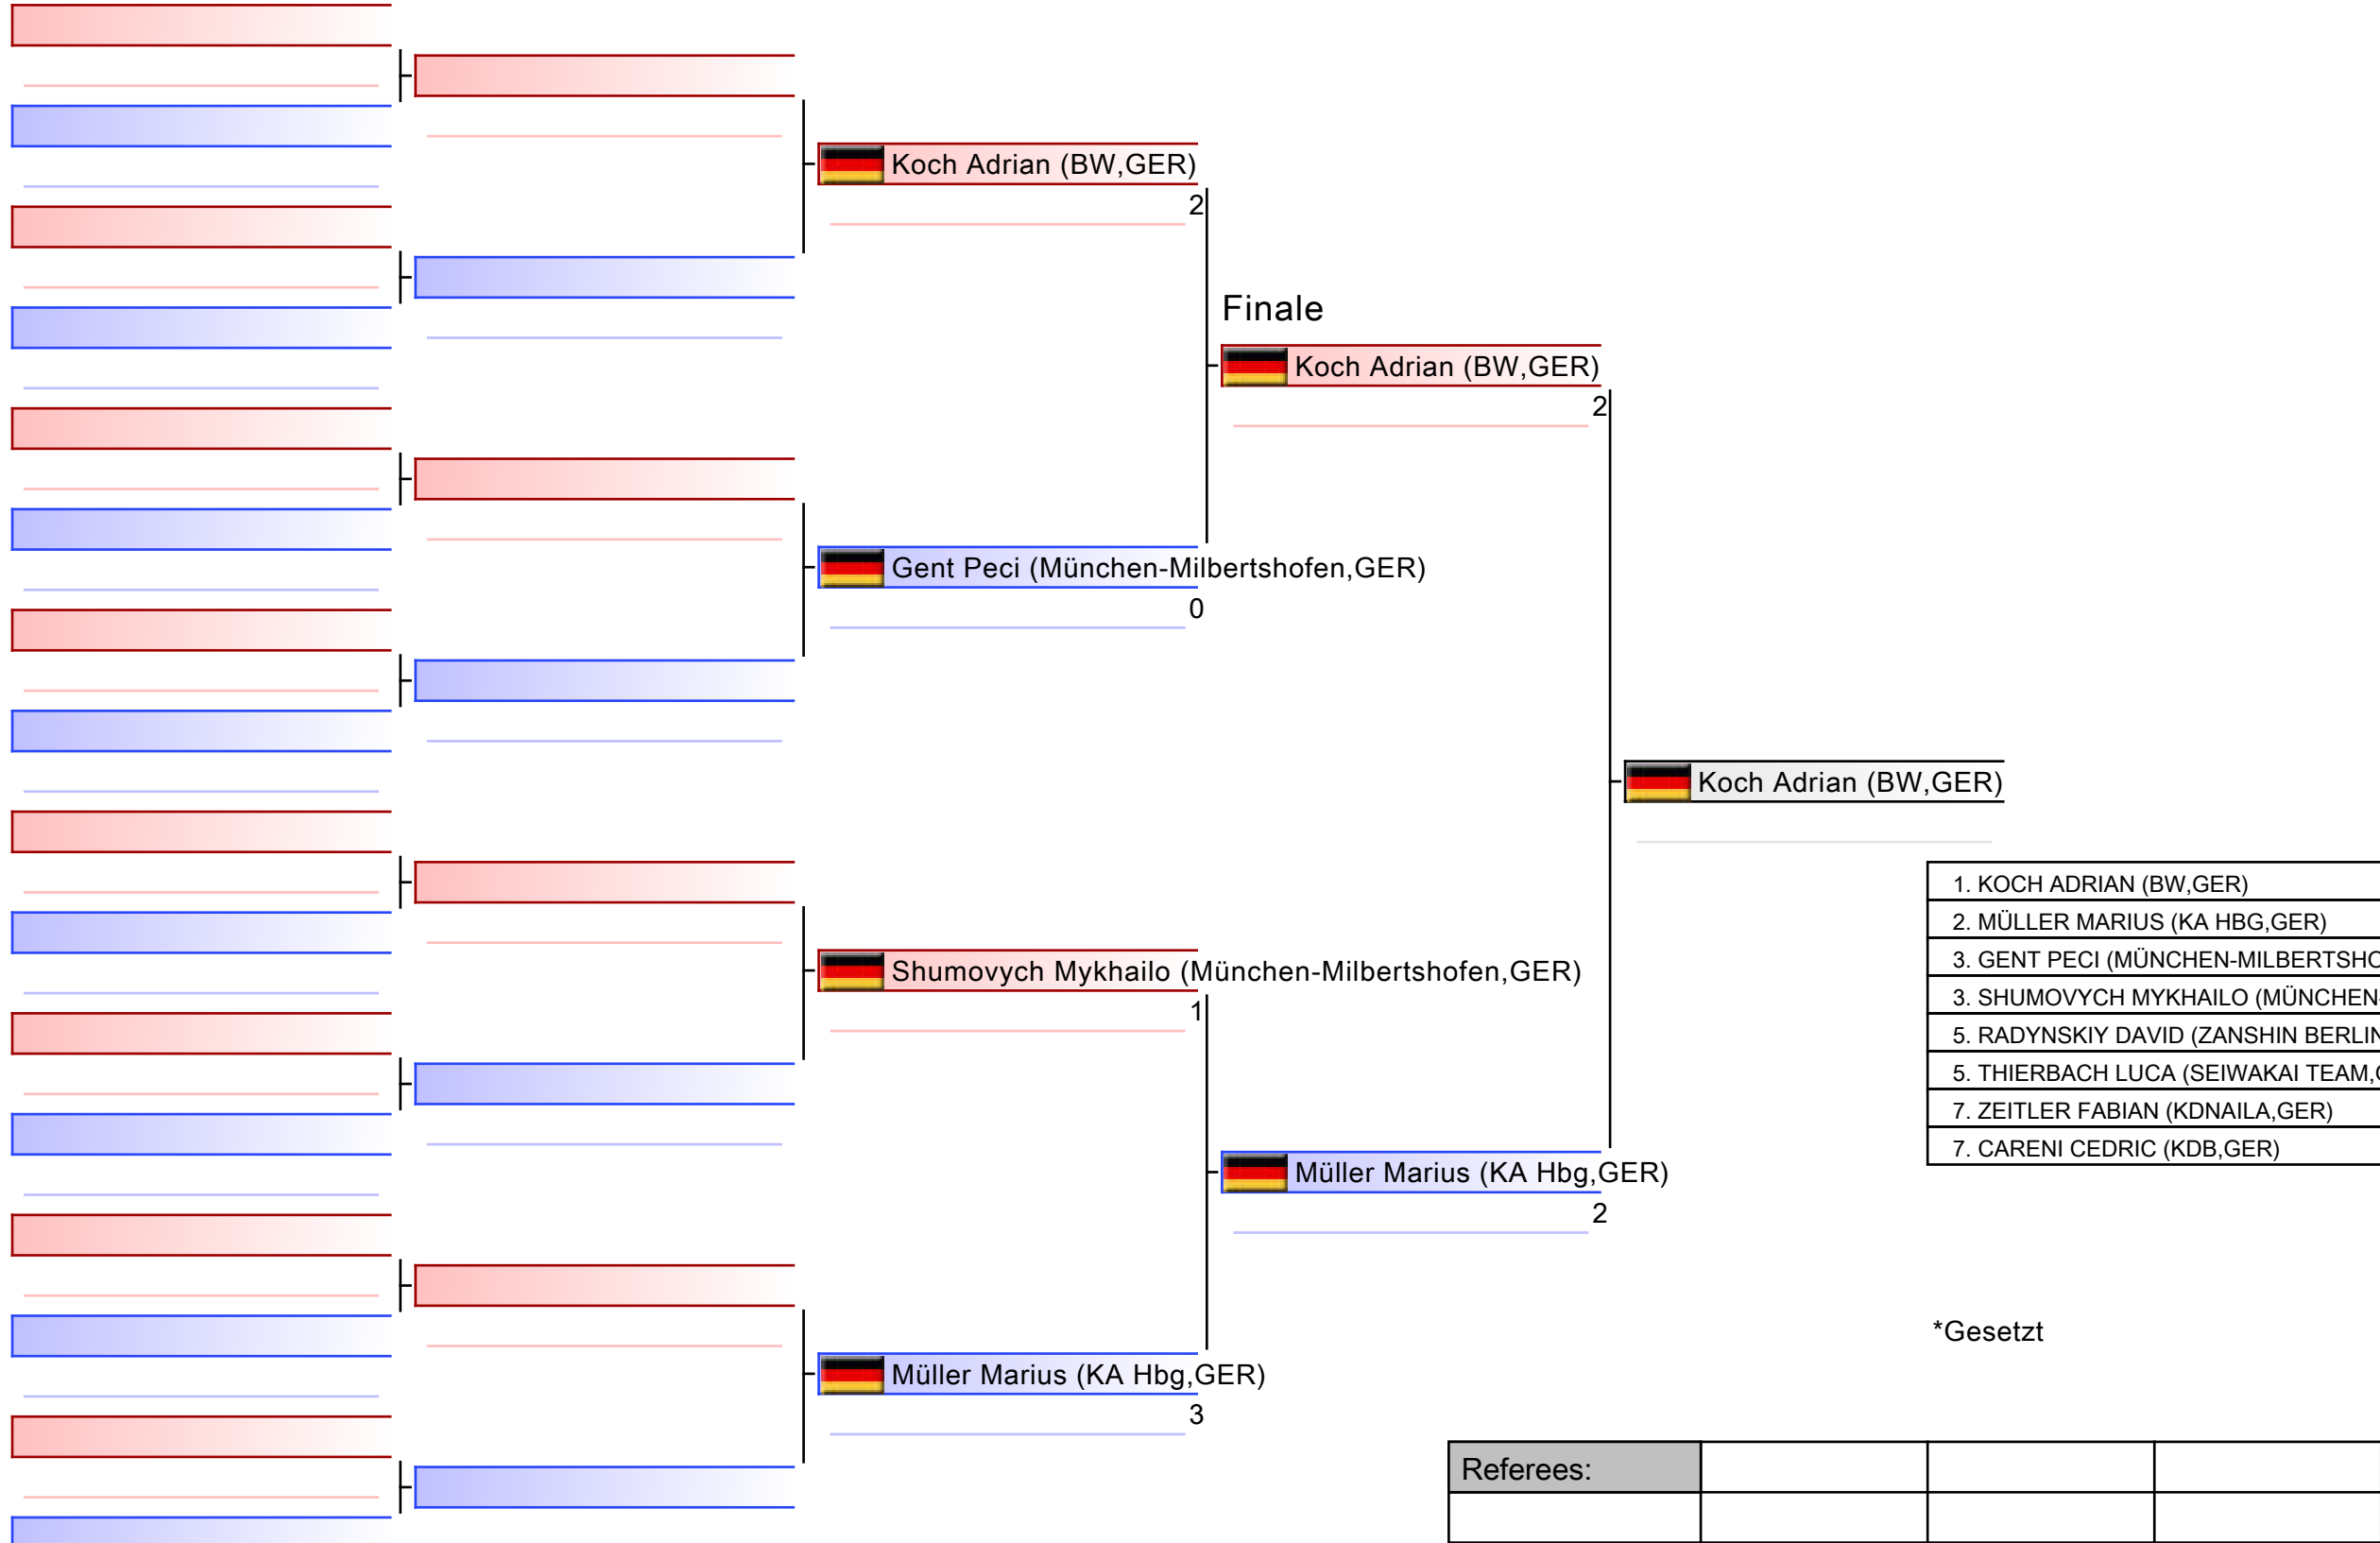 Koch Adrian (BW,GER)
2
Finale
Koch Adrian (BW,GER)
2
Gent Peci (München-Milbertshofen,GER)
0
Koch Adrian (BW,GER)
1. KOCH ADRIAN (BW,GER)
2. MÜLLER MARIUS (KA HBG,GER)
3. GENT PECI (MÜNCHEN-MILBERTSHO
3. SHUMOVYCH MYKHAILO (MÜNCHEN
5. RADYNSKIY DAVID (ZANSHIN BERLIN
5. THIERBACH LUCA (SEIWAKAI TEAM,
7. ZEITLER FABIAN (KDNAILA,GER)
7. CARENI CEDRIC (KDB,GER)
Shumovych Mykhailo (München-Milbertshofen,GER)
1
Müller Marius (KA Hbg,GER)
2
*Gesetzt
Müller Marius (KA Hbg,GER)
3
Referees: